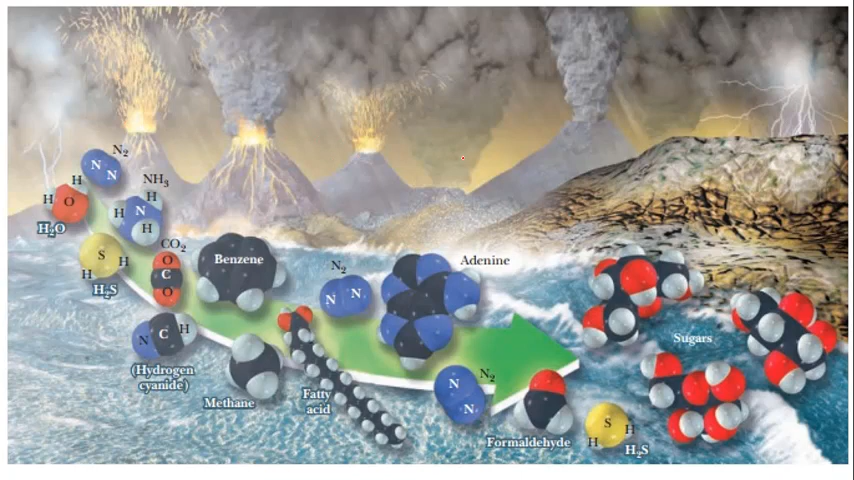 N₂
N
N
H
H
O
H₂O
NH₃
H
H
N
H
S
H
H
H₂S
CO₂
O
C
O
Benzene
N₂
N
N
Adenine
N
C
H
(Hydrogen
cyanide)
Methane
Fatty
acid
N₂
N
N
Formaldehyde
Sugars
S
H
H
H₂S